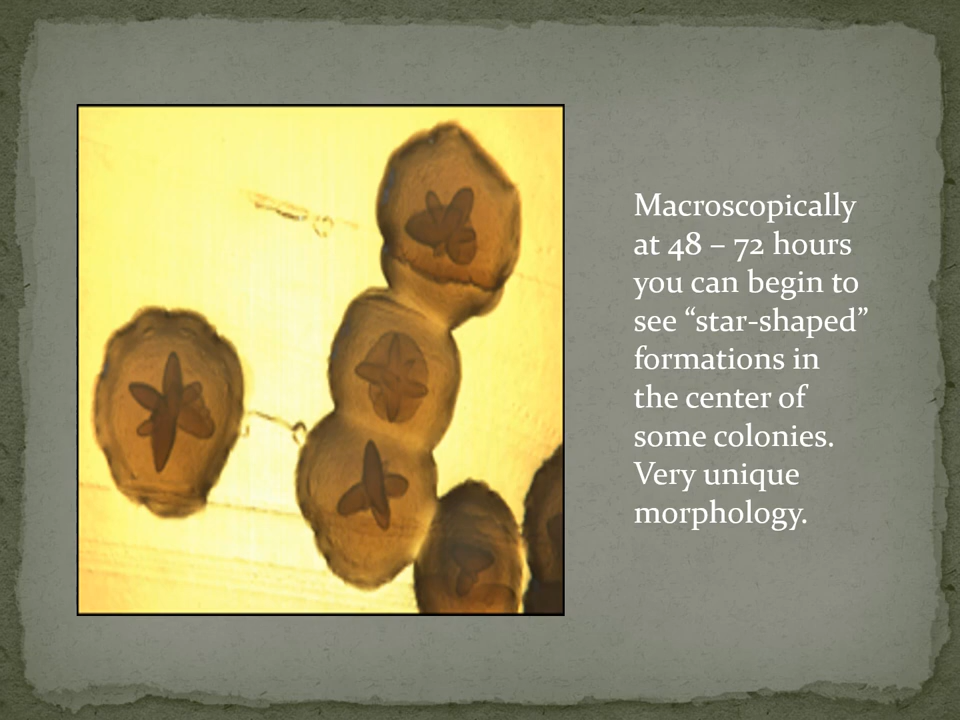 Macroscopically
at 48 – 72 hours
you can begin to
see “star-shaped”
formations in
the center of
some colonies.
Very unique
morphology.